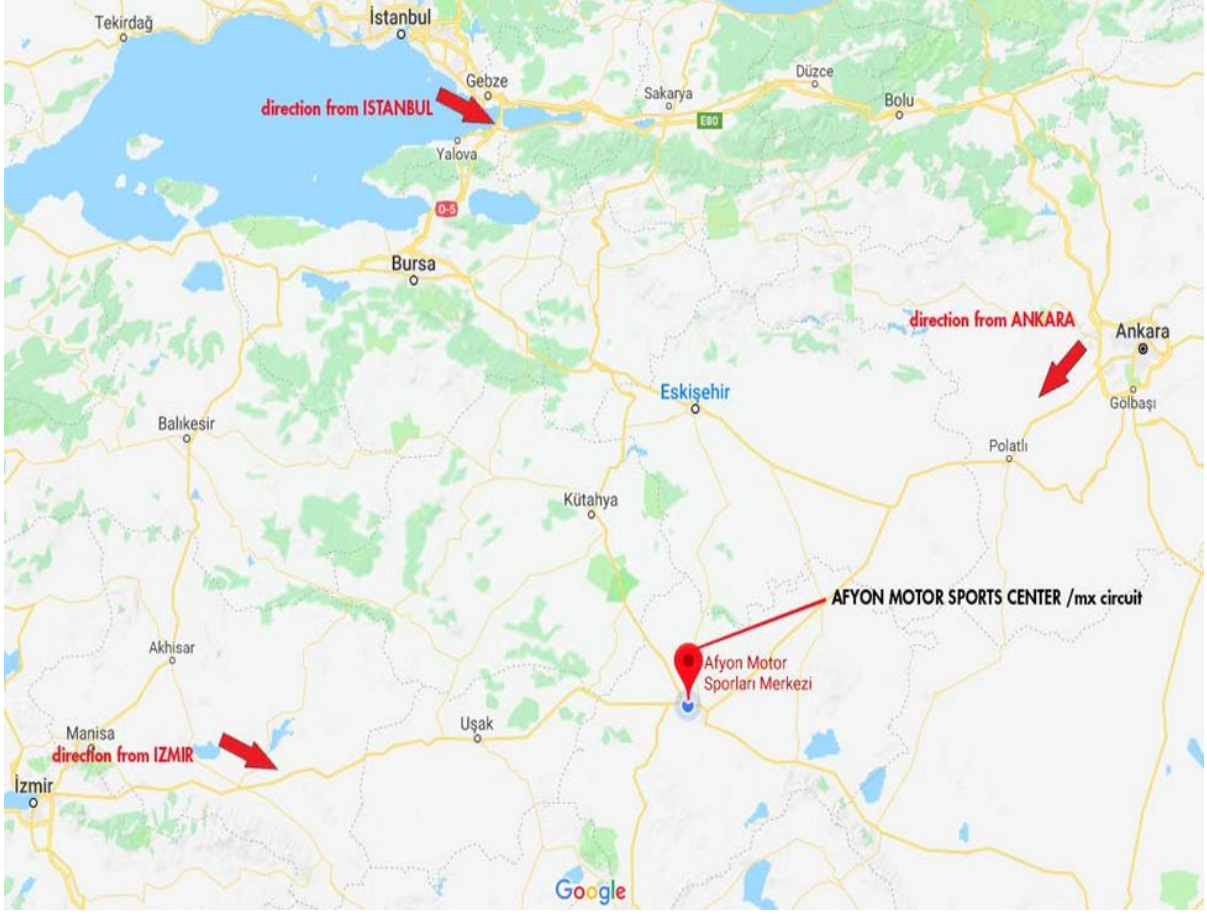 Tekirdağ
İstanbul
Gebze
direction from ISTANBUL
Sakarya
Düzce
Bolu
E80
Yalova
O-5
Bursa
direction from ANKARA
Ankara
Eskişehir
Gölbaşı
Balıkesir
Polatlı
Kütahya
AFYON MOTOR SPORTS CENTER /mx circuit
Akhisar
Afyon Motor
Sporları Merkezi
Uşak
Manisa
direction from IZMIR
İzmir
Google